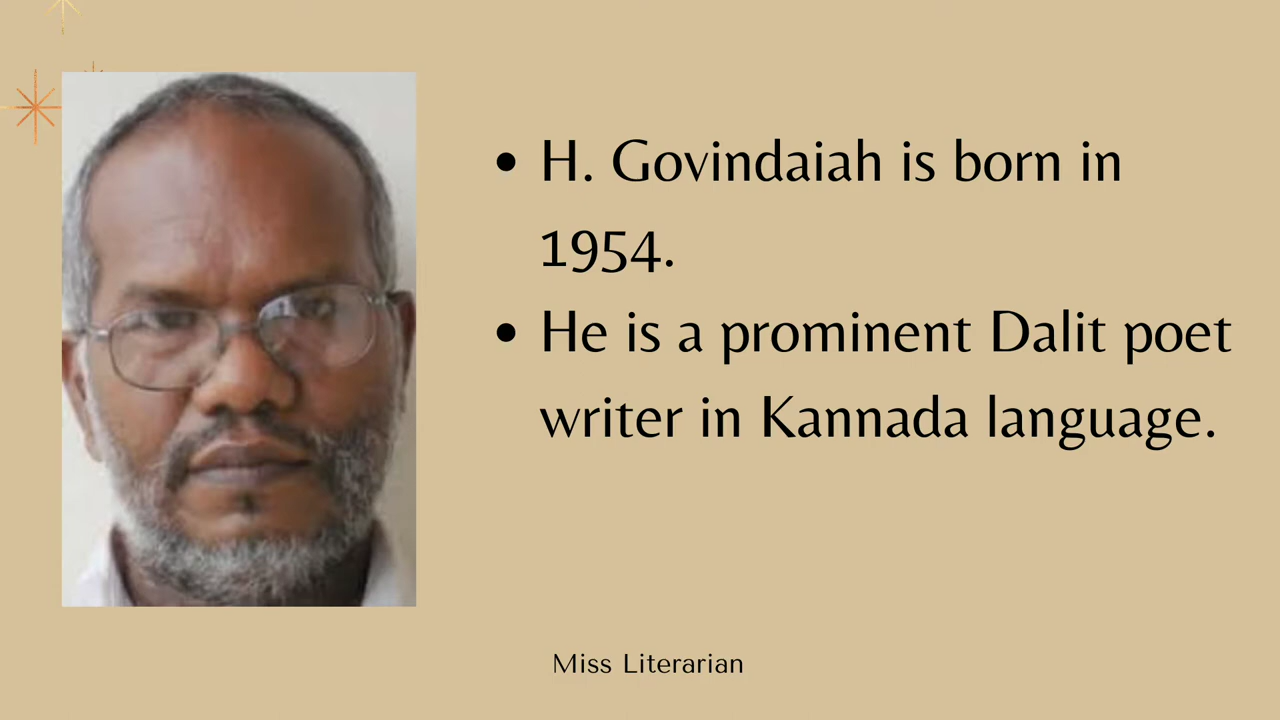 • H. Govindaiah is born in
1954.
• He is a prominent Dalit poet
writer in Kannada language.
Miss Literarian